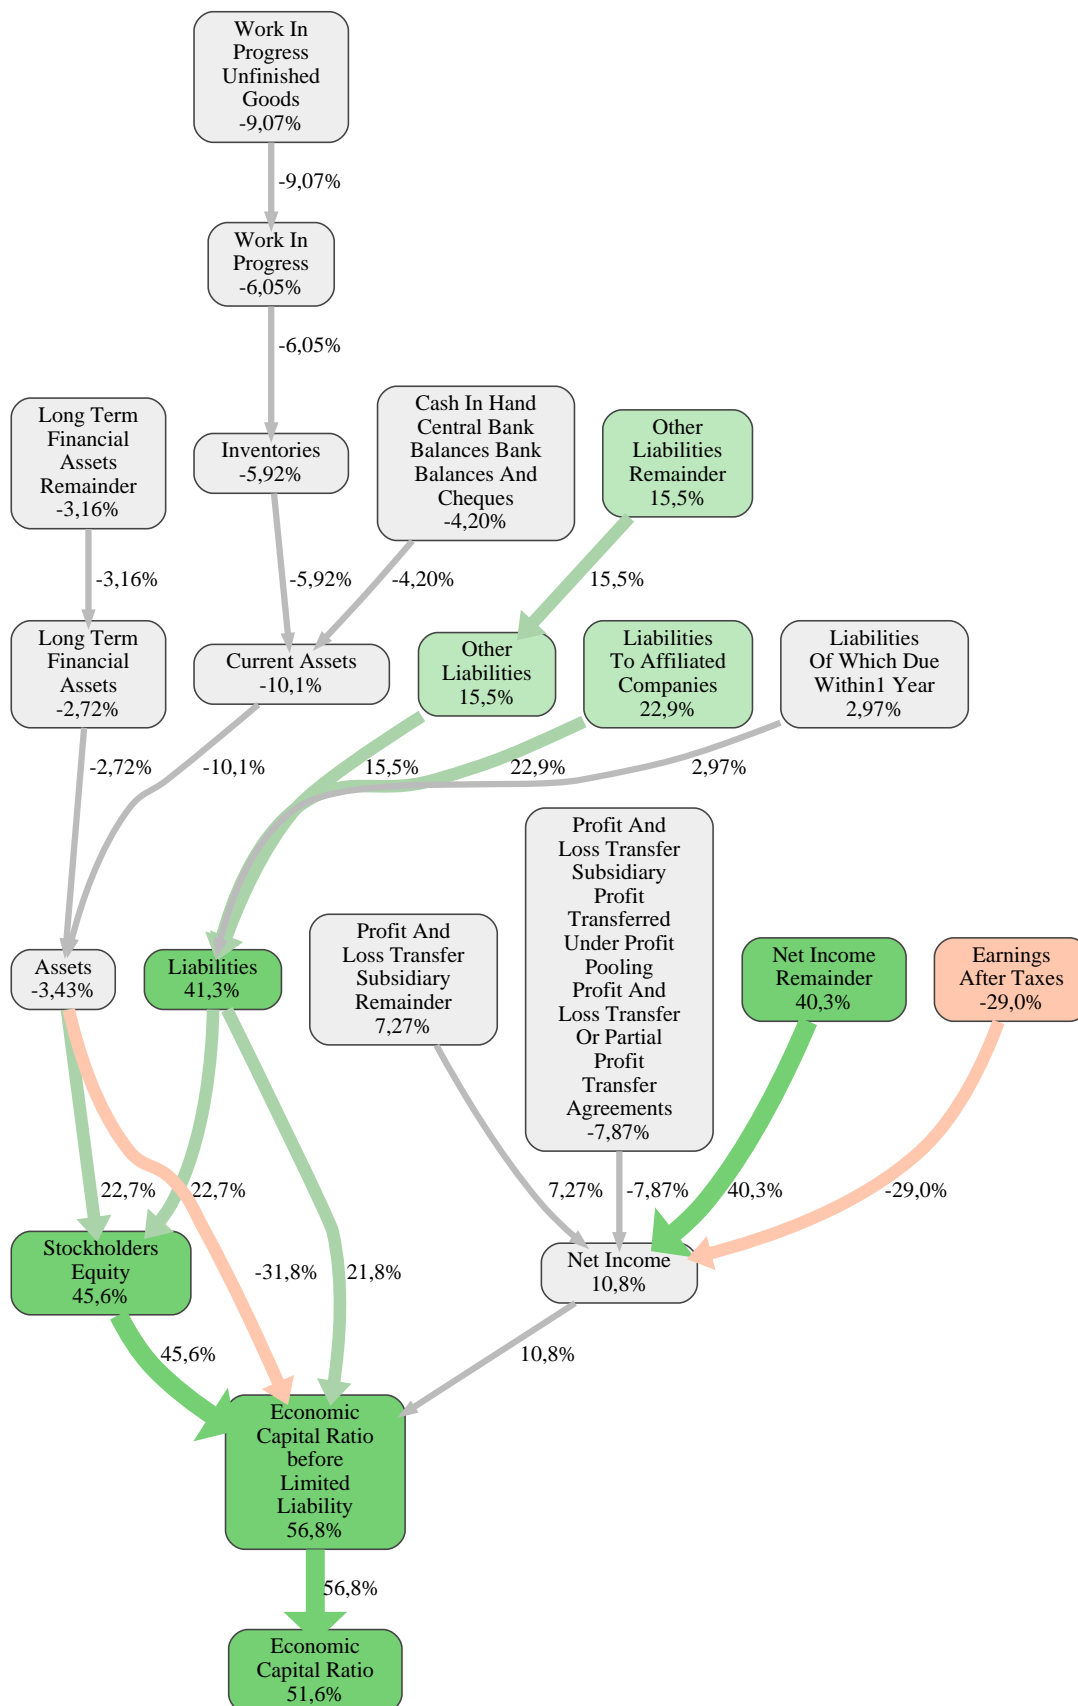 Work In
Progress
Unfinished
Goods
-9,07%
-9,07%
Work In
Progress
-6,05%
-6,05%
Long Term
Financial
Assets
Remainder
-3,16%
Inventories
-5,92%
Cash In Hand
Central Bank
Balances Bank
Balances And
Cheques
-4,20%
Other
Liabilities
Remainder
15,5%
-3,16%
-5,92%
-4,20%
15,5%
Long Term
Financial
Assets
-2,72%
Current Assets
-10,1%
Other
Liabilities
15,5%
Liabilities
To Affiliated
Companies
22,9%
Liabilities
Of Which Due
Within1 Year
2,97%
-2,72%
-10,1%
15,5%
22,9%
2,97%
Assets
-3,43%
Liabilities
41,3%
Profit And
Loss Transfer
Subsidiary
Remainder
7,27%
Profit And
Loss Transfer
Subsidiary
Profit
Transferred
Under Profit
Pooling
Profit And
Loss Transfer
Or Partial
Profit
Transfer
Agreements
-7,87%
Net Income
Remainder
40,3%
Earnings
After Taxes
-29,0%
22,7%
22,7%
7,27%
-7,87%
40,3%
-29,0%
Stockholders
Equity
45,6%
-31,8%
21,8%
Net Income
10,8%
45,6%
10,8%
Economic
Capital Ratio
before
Limited
Liability
56,8%
56,8%
Economic
Capital Ratio
51,6%